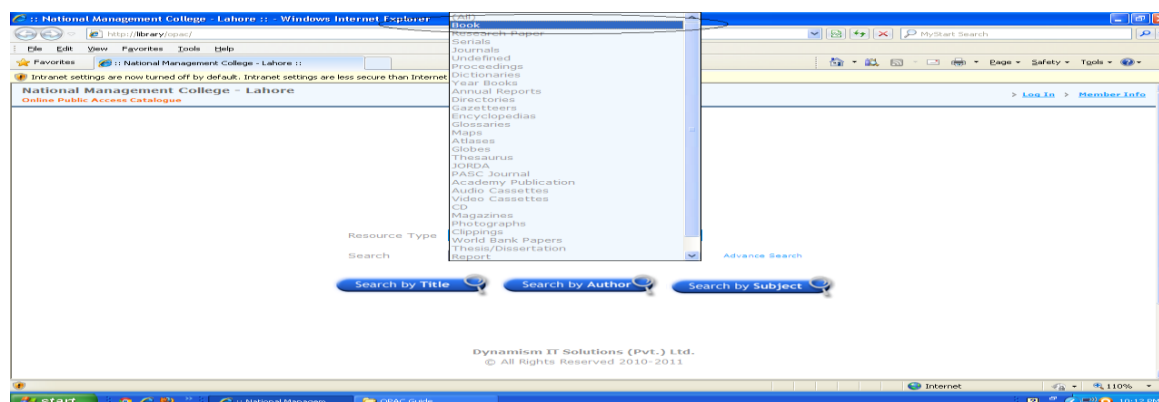 :: National Management College - Lahore :: - Windows Internet Explorer
http://library/opac/
MyStart Search
File Edit View Favorites Tools Help
Favorites :: National Management College - Lahore ::
Page Safety Tools
Intranet settings are now turned off by default. Intranet settings are less secure than Internet
National Management College - Lahore
Online Public Access Catalogue
> Log In > Member Info
(All)
Book
Research Paper
Serials
Journals
Undefined
Proceedings
Dictionaries
Year Books
Annual Reports
Directories
Gazetteers
Encyclopedias
Glossaries
Maps
Atlases
Globes
Thesaurus
JORDA
PASC Journal
Academy Publication
Audio Cassettes
Video Cassettes
CD
Magazines
Photographs
Clippings
World Bank Papers
Thesis/Dissertation
Report
Resource Type
Search
Advance Search
Search by Title Search by Author Search by Subject
Dynamism IT Solutions (Pvt.) Ltd.
© All Rights Reserved 2010-2011
Internet 110%
start :: National Managem... OPAC Guide 10:12 PM